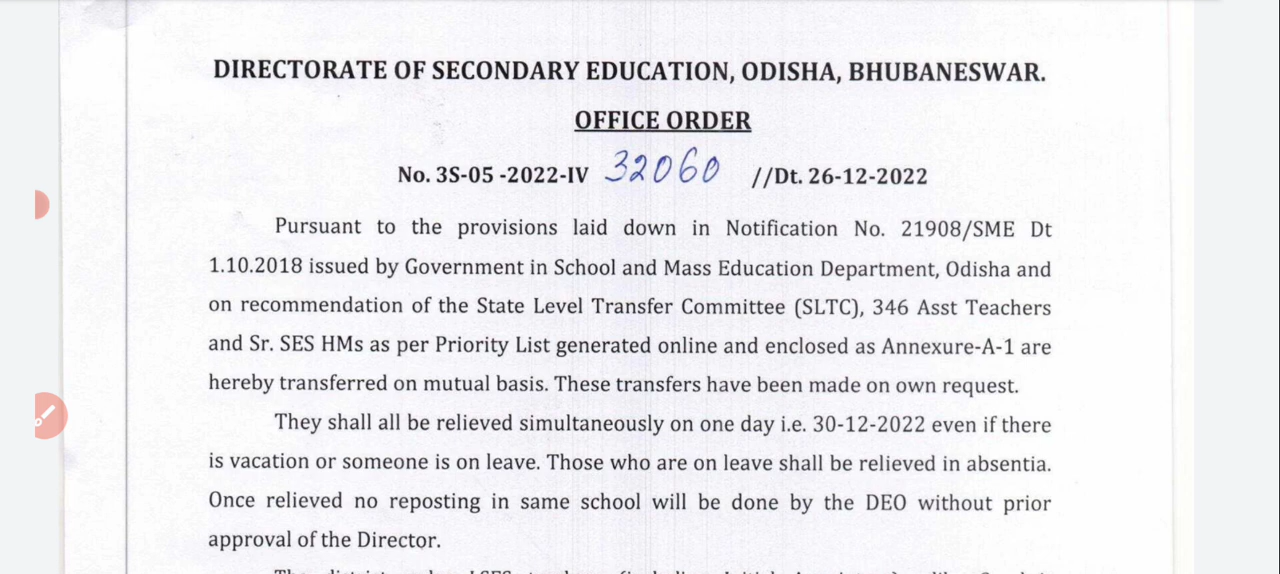 DIRECTORATE OF SECONDARY EDUCATION, ODISHA, BHUBANESWAR.
OFFICE ORDER
No. 3S-05 -2022-IV 32060 //Dt. 26-12-2022
Pursuant to the provisions laid down in Notification No. 21908/SME Dt
1.10.2018 issued by Government in School and Mass Education Department, Odisha and
on recommendation of the State Level Transfer Committee (SLTC), 346 Asst Teachers
and Sr. SES HMs as per Priority List generated online and enclosed as Annexure-A-1 are
hereby transferred on mutual basis. These transfers have been made on own request.
They shall all be relieved simultaneously on one day i.e. 30-12-2022 even if there
is vacation or someone is on leave. Those who are on leave shall be relieved in absentia.
Once relieved no reposting in same school will be done by the DEO without prior
approval of the Director.